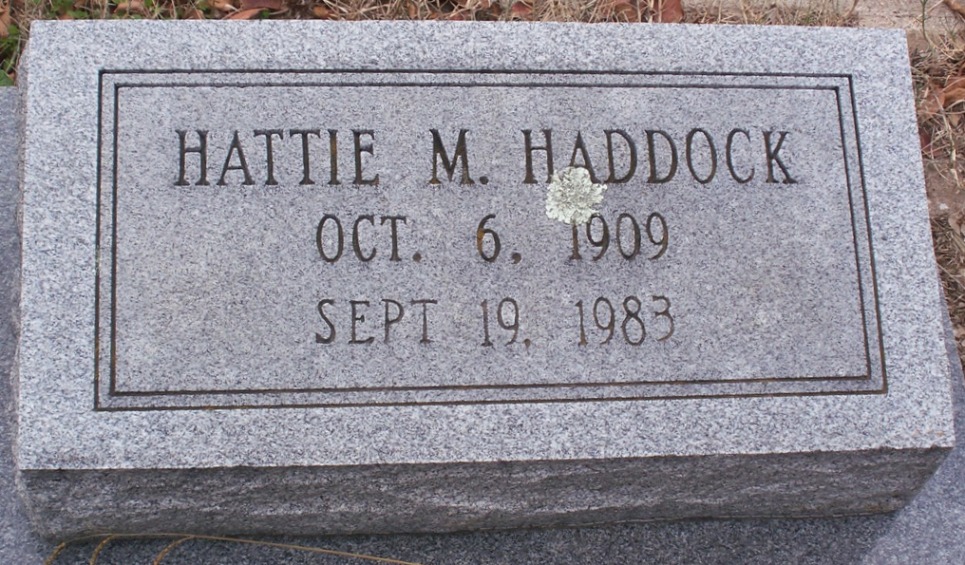 HATTIE M. HADDOCK
OCT. 6, 1909
SEPT 19, 1983